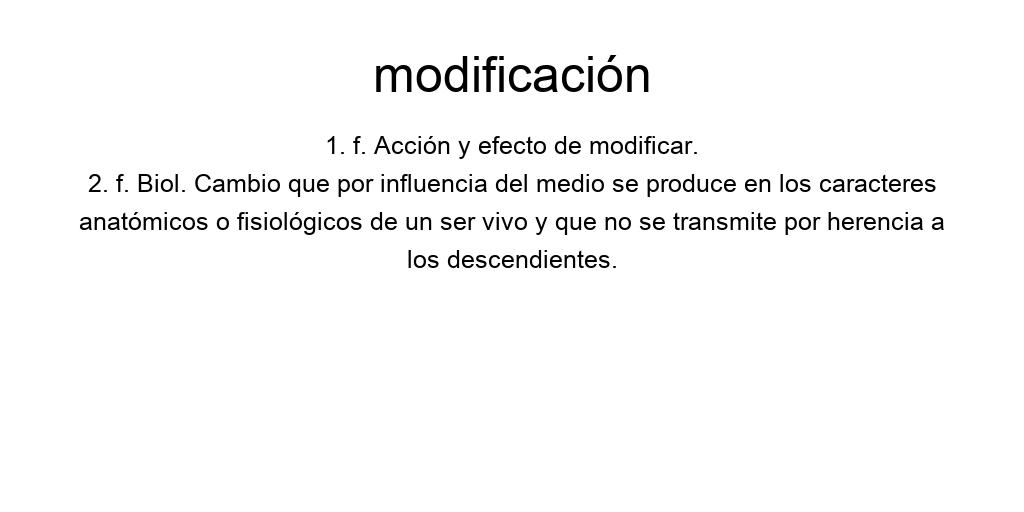 modificación
1. f. Acción y efecto de modificar.
2. f. Biol. Cambio que por influencia del medio se produce en los caracteres
anatómicos o fisiológicos de un ser vivo y que no se transmite por herencia a
los descendientes.